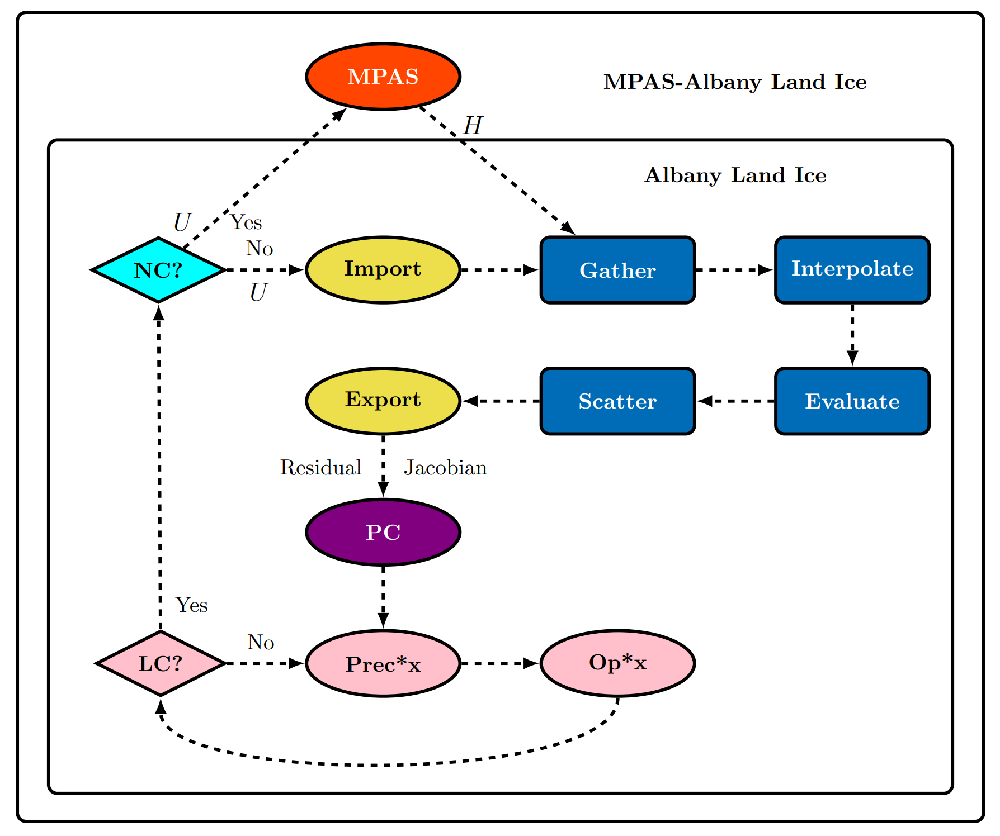 MPAS
MPAS-Albany Land Ice
H
Albany Land Ice
U
Yes
No
NC?
Import
Gather
Interpolate
U
Export
Scatter
Evaluate
Residual
Jacobian
PC
Yes
No
LC?
Prec*x
Op*x